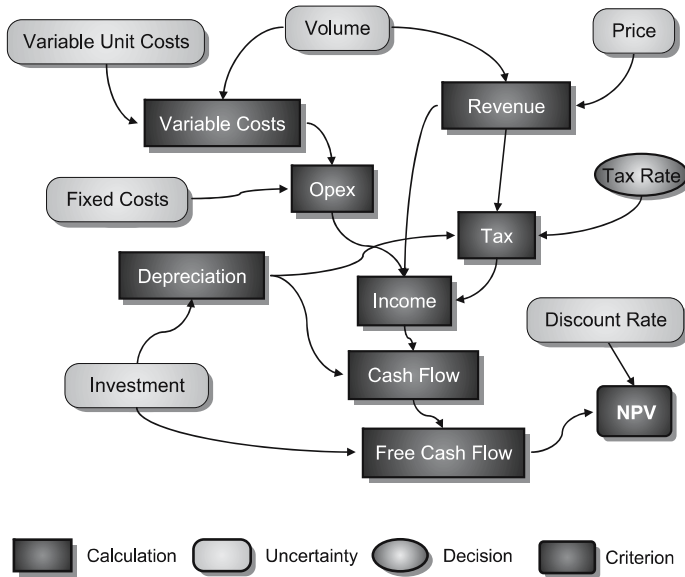 Volume
Variable Unit Costs
Price
Revenue
Variable Costs
Opex
Tax Rate
Fixed Costs
Tax
Depreciation
Income
Discount Rate
Cash Flow
Investment
NPV
Free Cash Flow
Calculation
Uncertainty
Decision
Criterion